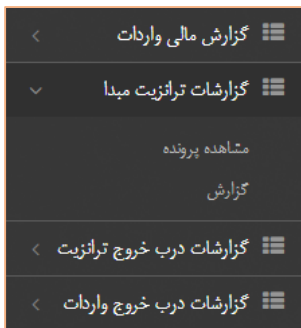 گزارش مالی واردات
گزارشات ترانزیت مبدا
مشاهده پرونده
گزارش
گزارشات درب خروج ترانزیت
گزارشات درب خروج واردات